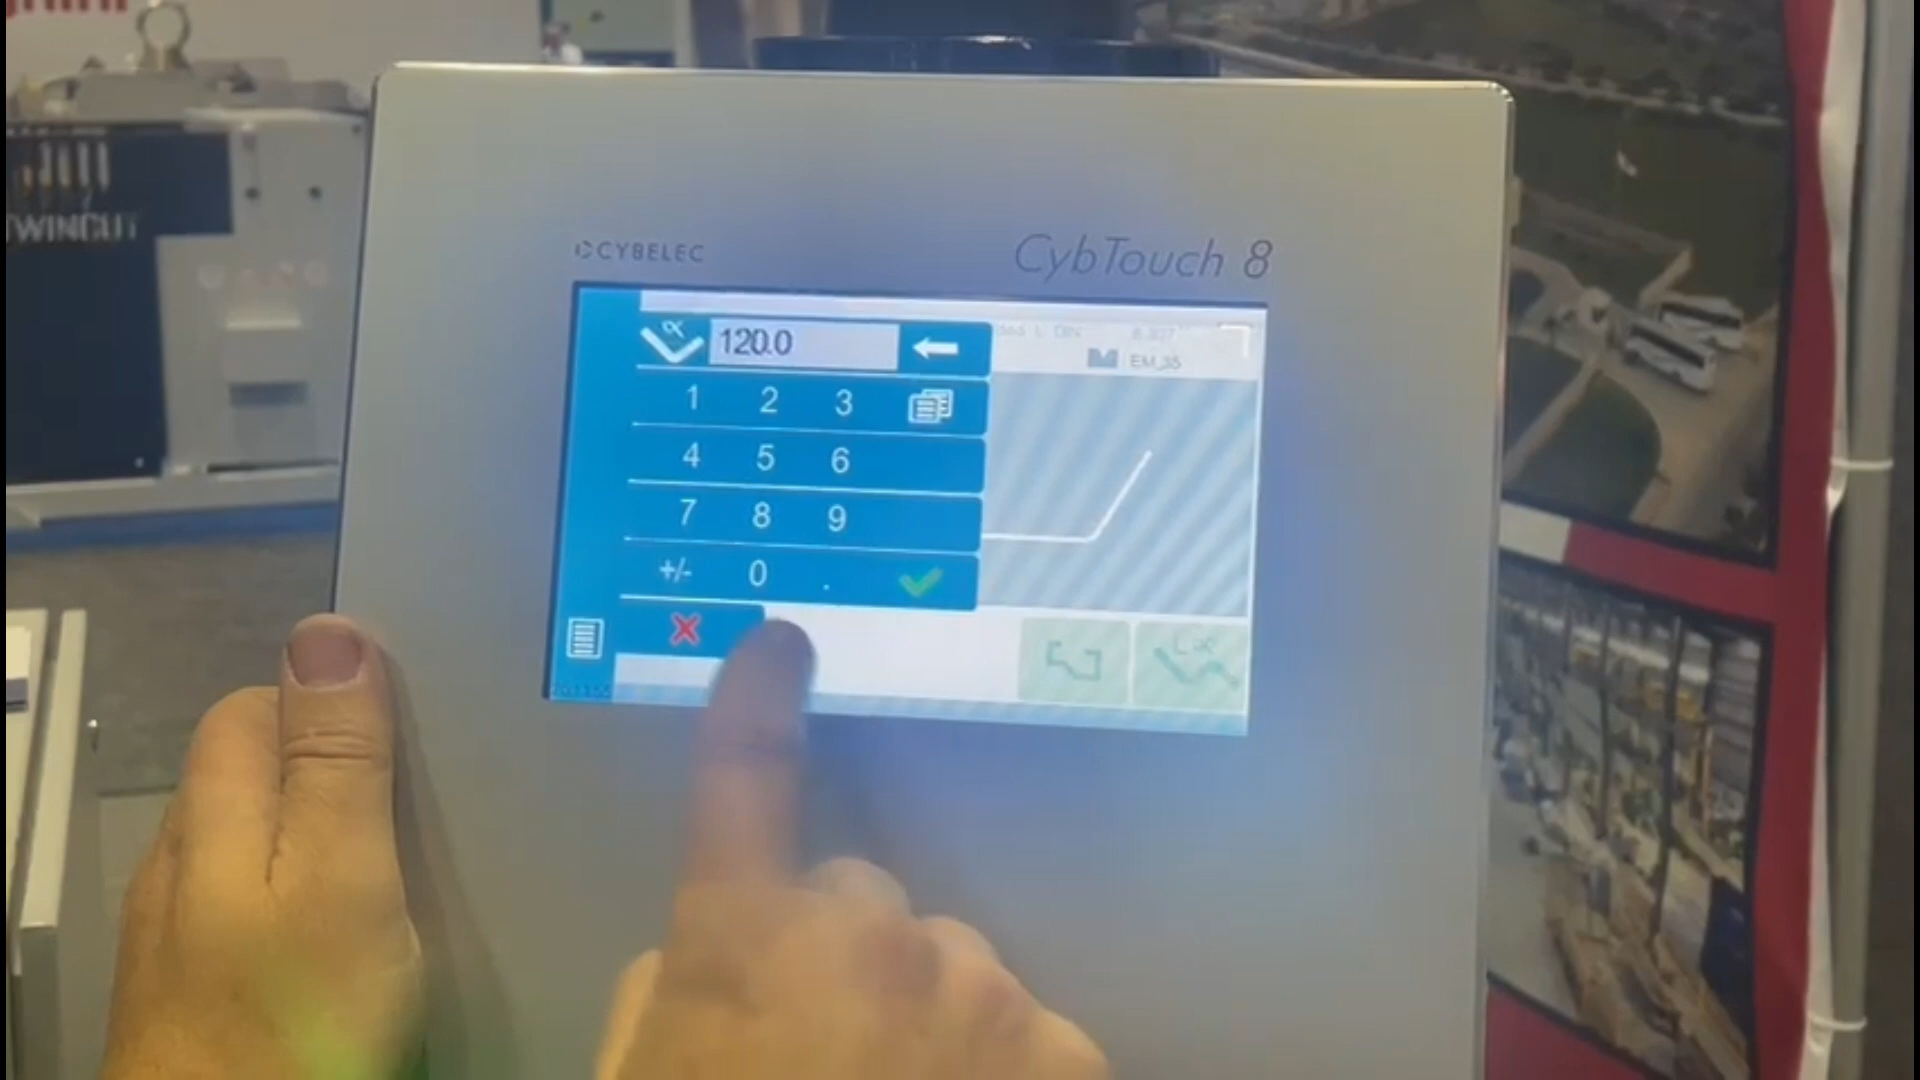 TWINCUT
CYBELEC
CybTouch 8
α 120.0
EM_35
1 2 3
4 5 6
7 8 9
+/- 0 .